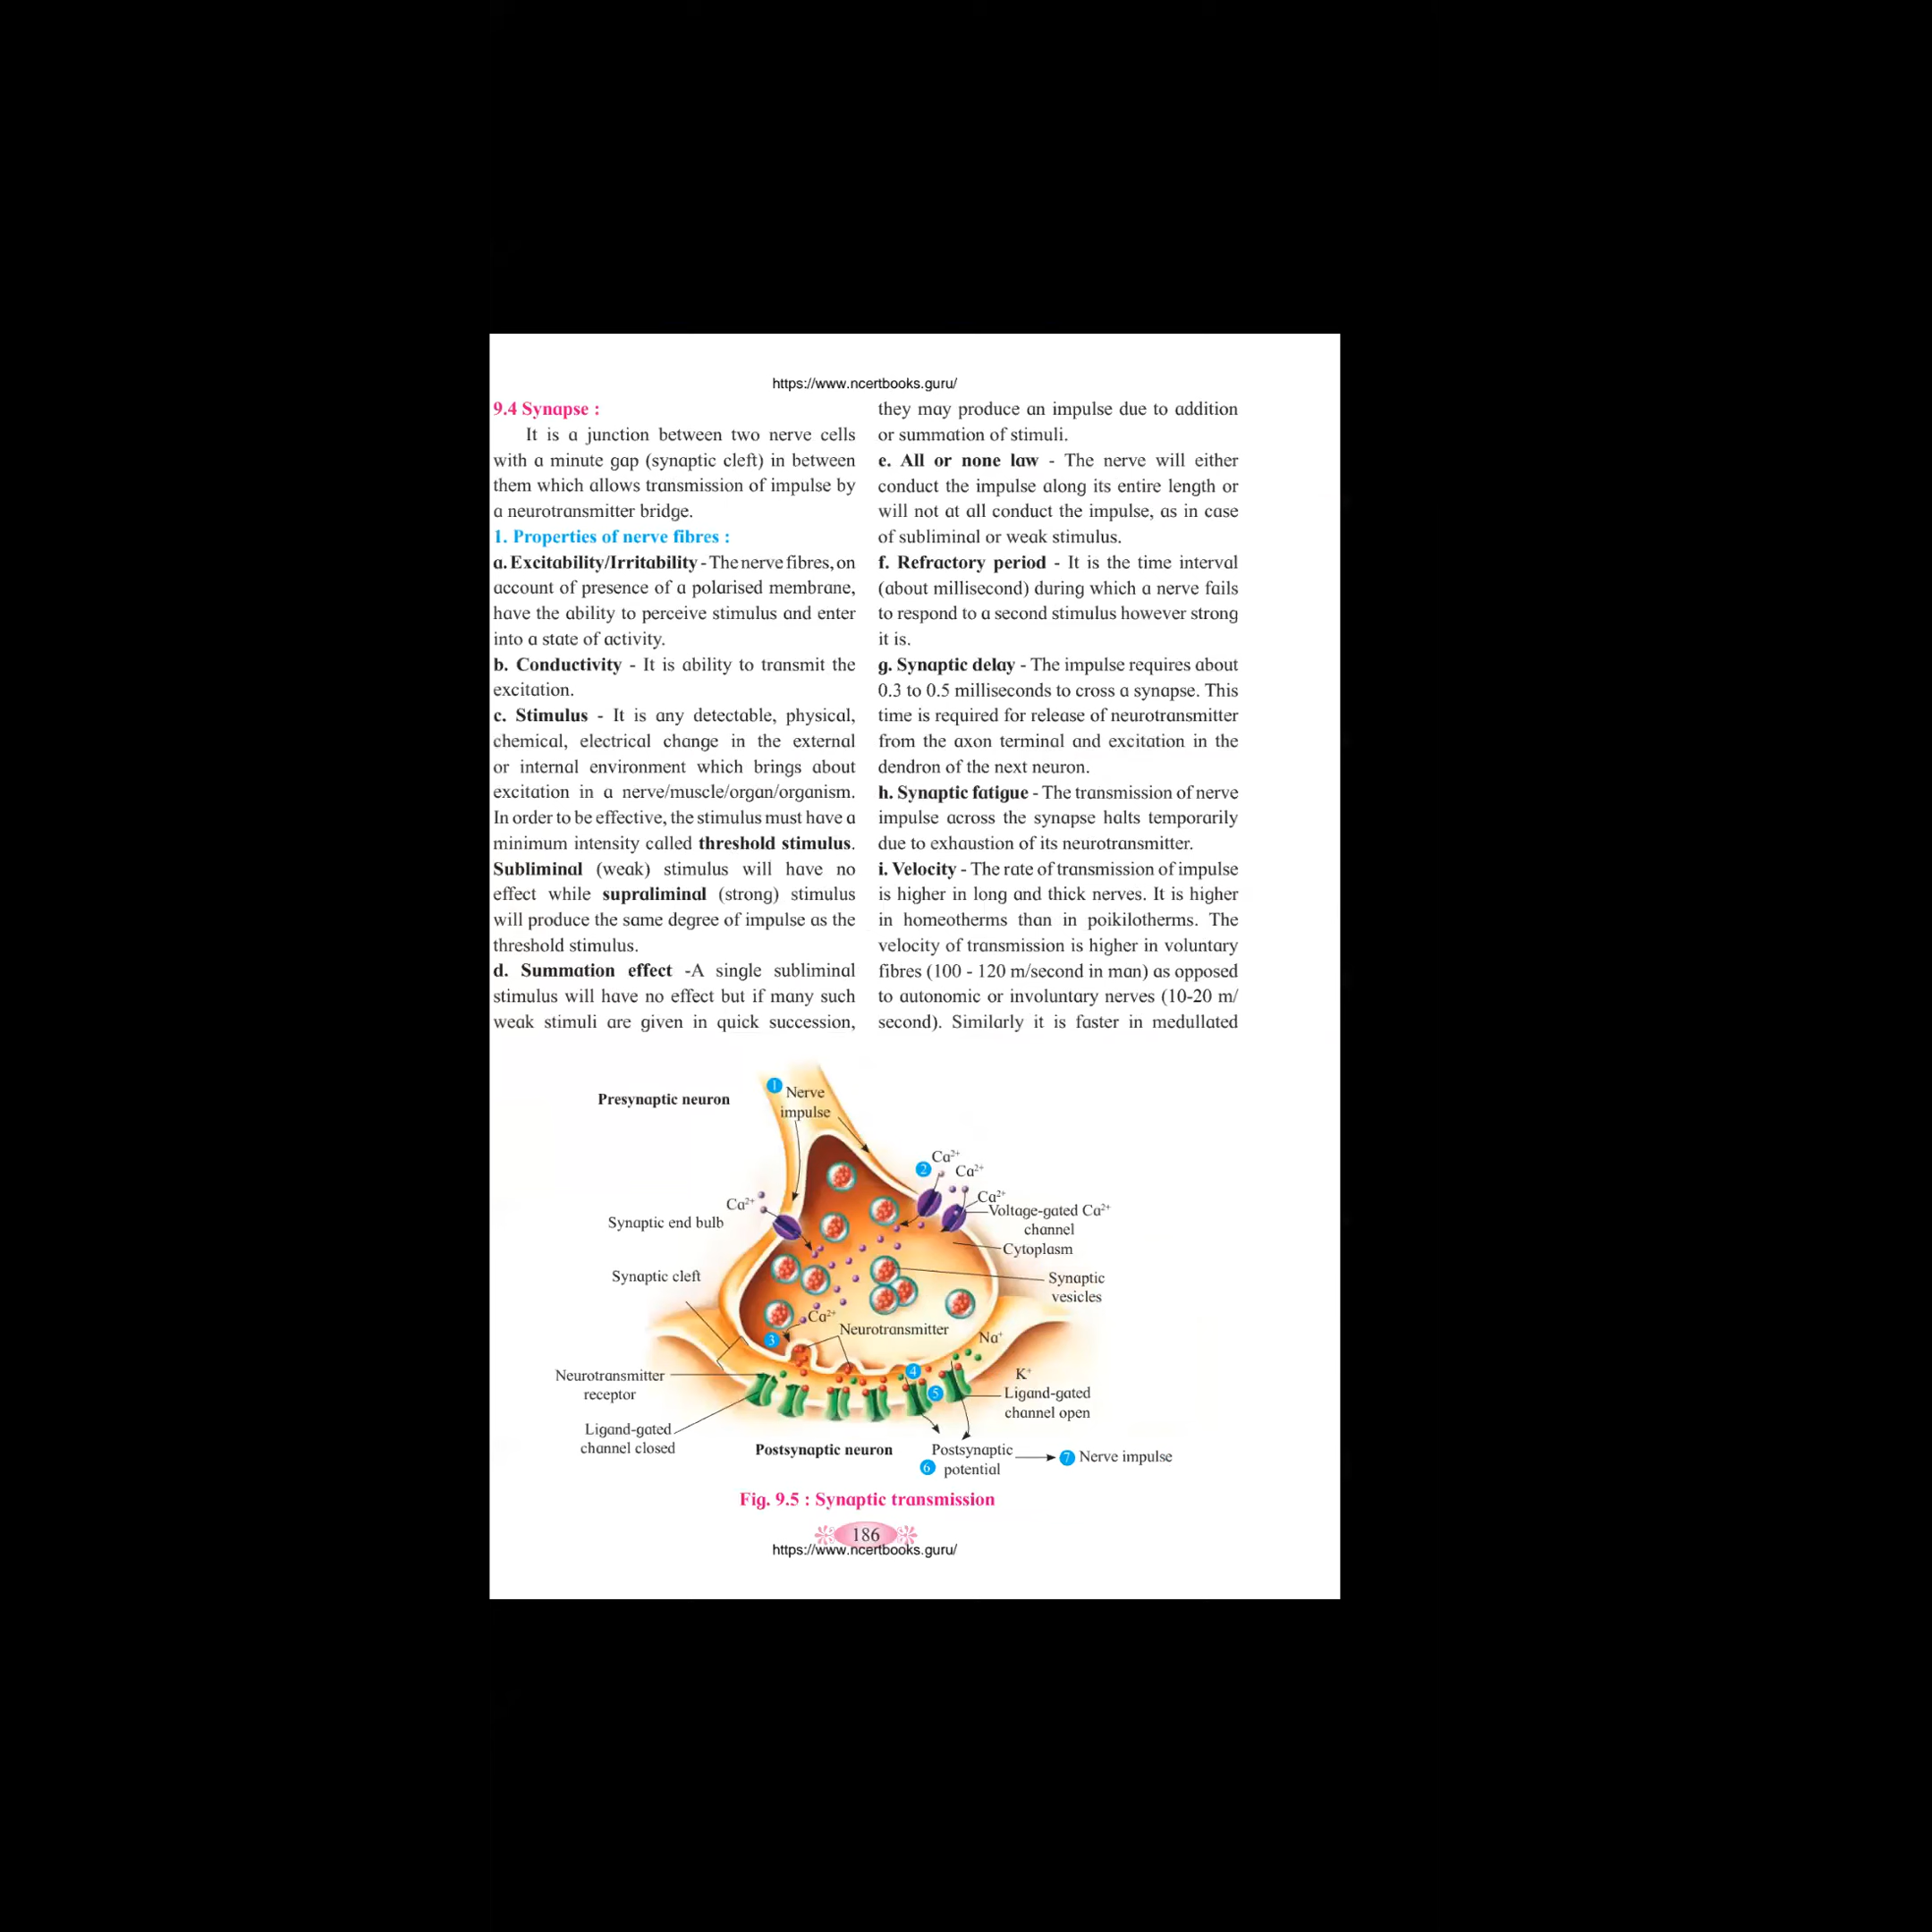 https://www.ncertbooks.guru/
9.4 Synapse :
It is a junction between two nerve cells
with a minute gap (synaptic cleft) in between
them which allows transmission of impulse by
a neurotransmitter bridge.
1. Properties of nerve fibres :
a. Excitability/Irritability - The nerve fibres, on
account of presence of a polarised membrane,
have the ability to perceive stimulus and enter
into a state of activity.
b. Conductivity - It is ability to transmit the
excitation.
c. Stimulus - It is any detectable, physical,
chemical, electrical change in the external
or internal environment which brings about
excitation in a nerve/muscle/organ/organism.
In order to be effective, the stimulus must have a
minimum intensity called threshold stimulus.
Subliminal (weak) stimulus will have no
effect while supraliminal (strong) stimulus
will produce the same degree of impulse as the
threshold stimulus.
d. Summation effect -A single subliminal
stimulus will have no effect but if many such
weak stimuli are given in quick succession,
they may produce an impulse due to addition
or summation of stimuli.
e. All or none law - The nerve will either
conduct the impulse along its entire length or
will not at all conduct the impulse, as in case
of subliminal or weak stimulus.
f. Refractory period - It is the time interval
(about millisecond) during which a nerve fails
to respond to a second stimulus however strong
it is.
g. Synaptic delay - The impulse requires about
0.3 to 0.5 milliseconds to cross a synapse. This
time is required for release of neurotransmitter
from the axon terminal and excitation in the
dendron of the next neuron.
h. Synaptic fatigue - The transmission of nerve
impulse across the synapse halts temporarily
due to exhaustion of its neurotransmitter.
i. Velocity - The rate of transmission of impulse
is higher in long and thick nerves. It is higher
in homeotherms than in poikilotherms. The
velocity of transmission is higher in voluntary
fibres (100 - 120 m/second in man) as opposed
to autonomic or involuntary nerves (10-20 m/
second). Similarly it is faster in medullated
Presynaptic neuron
1 Nerve
impulse
Ca²⁺
2 Ca²⁺
Ca²⁺
Ca²⁺
Voltage-gated Ca²⁺
channel
Synaptic end bulb
Cytoplasm
Synaptic cleft
Synaptic
vesicles
Ca²⁺
3
Neurotransmitter
Na⁺
4
K⁺
5
Neurotransmitter
receptor
Ligand-gated
channel open
Ligand-gated
channel closed
Postsynaptic neuron
Postsynaptic
6 potential
7 Nerve impulse
Fig. 9.5 : Synaptic transmission
186
https://www.ncertbooks.guru/